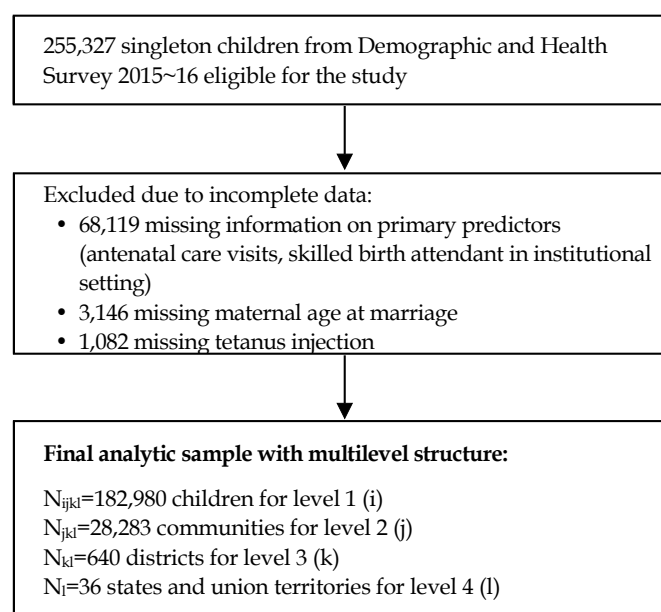 255,327 singleton children from Demographic and Health
Survey 2015~16 eligible for the study
Excluded due to incomplete data:
• 68,119 missing information on primary predictors
(antenatal care visits, skilled birth attendant in institutional
setting)
• 3,146 missing maternal age at marriage
• 1,082 missing tetanus injection
Final analytic sample with multilevel structure:
Nijkl=182,980 children for level 1 (i)
Njkl=28,283 communities for level 2 (j)
Nkl=640 districts for level 3 (k)
Nl=36 states and union territories for level 4 (l)